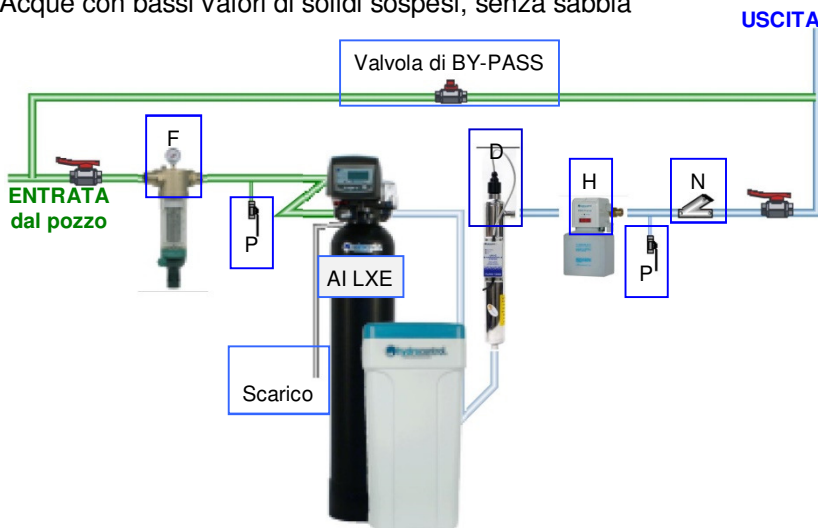 Acque con bassi valori di solidi sospesi, senza sabbia
USCITA
Valvola di BY-PASS
F
D
H
N
ENTRATA
dal pozzo
P
P
AI LXE
hydrocontrol
Scarico